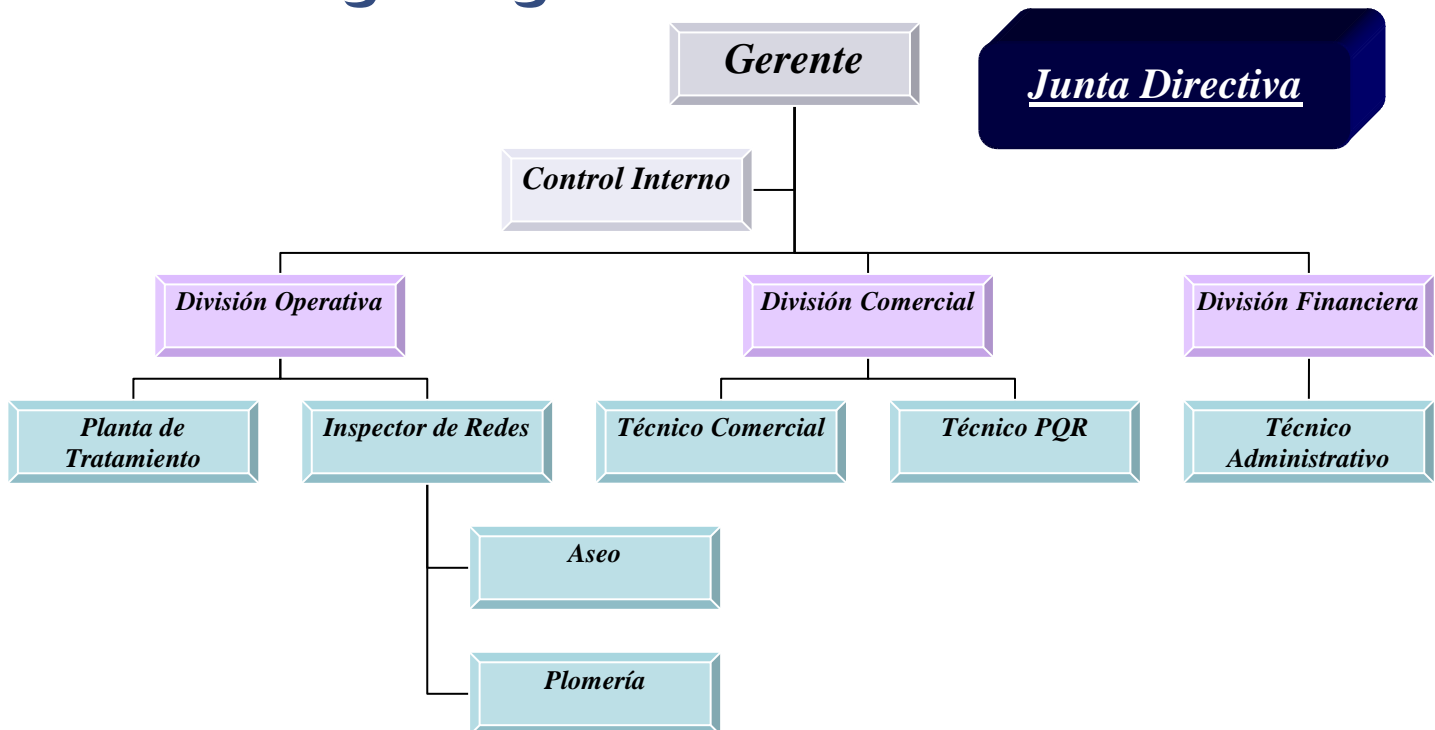 Gerente
Junta Directiva
Control Interno
División Operativa
División Comercial
División Financiera
Planta de
Tratamiento
Inspector de Redes
Técnico Comercial
Técnico PQR
Técnico
Administrativo
Aseo
Plomería